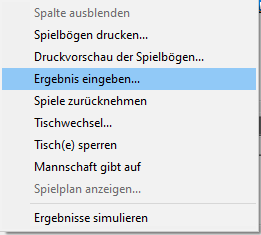 Spalte ausblenden
Spielbögen drucken...
Druckvorschau der Spielbögen...
Ergebnis eingeben...
Spiele zurücknehmen
Tischwechsel...
Tisch(e) sperren
Mannschaft gibt auf
Spielplan anzeigen...
Ergebnisse simulieren